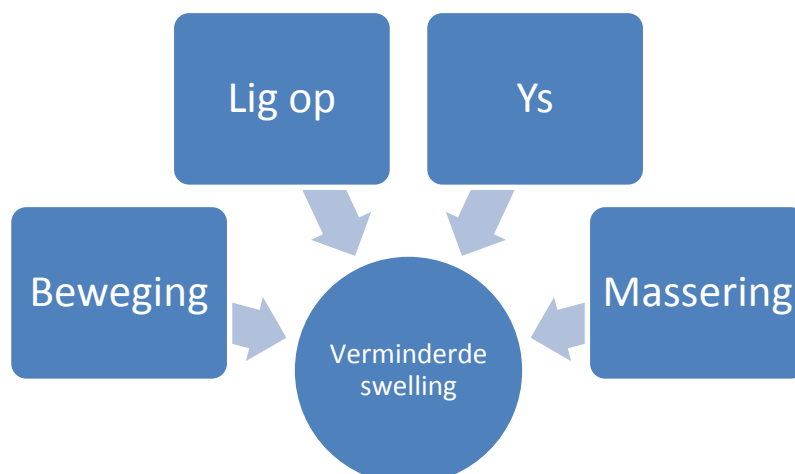 Lig op
Ys
Beweging
Massering
Verminderde
swelling